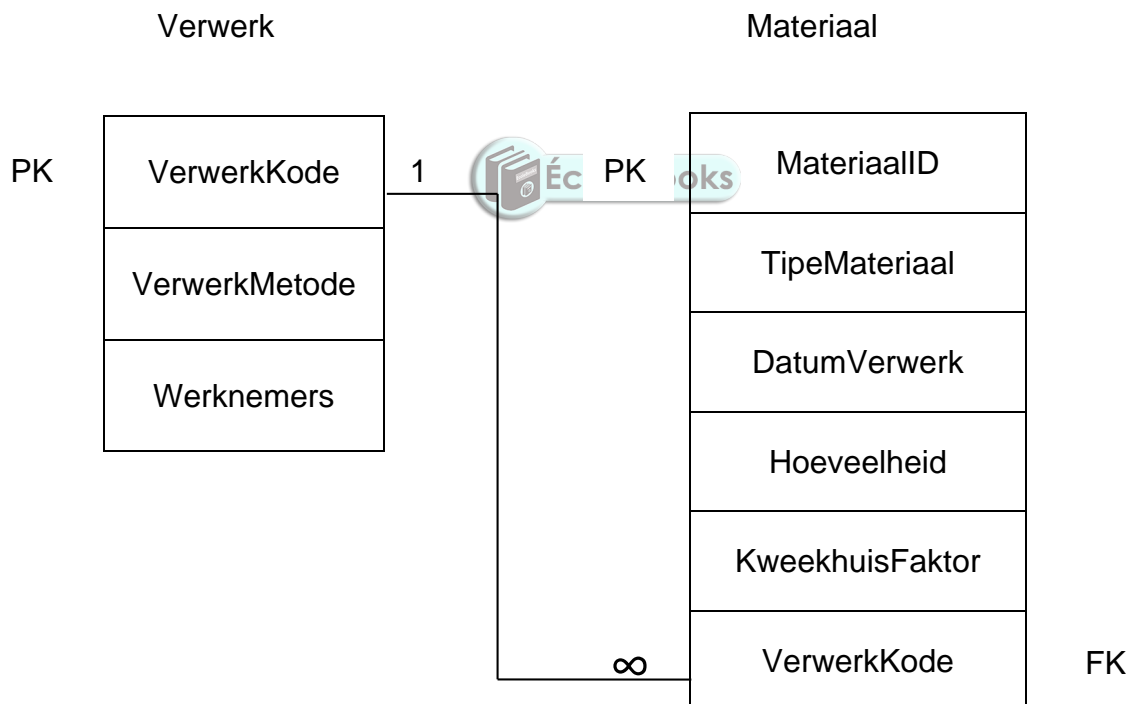 Verwerk
Materiaal
PK
VerwerkKode
1
VerwerkMetode
Werknemers
PK
MateriaalID
TipeMateriaal
DatumVerwerk
Hoeveelheid
KweekhuisFaktor
∞
VerwerkKode
FK